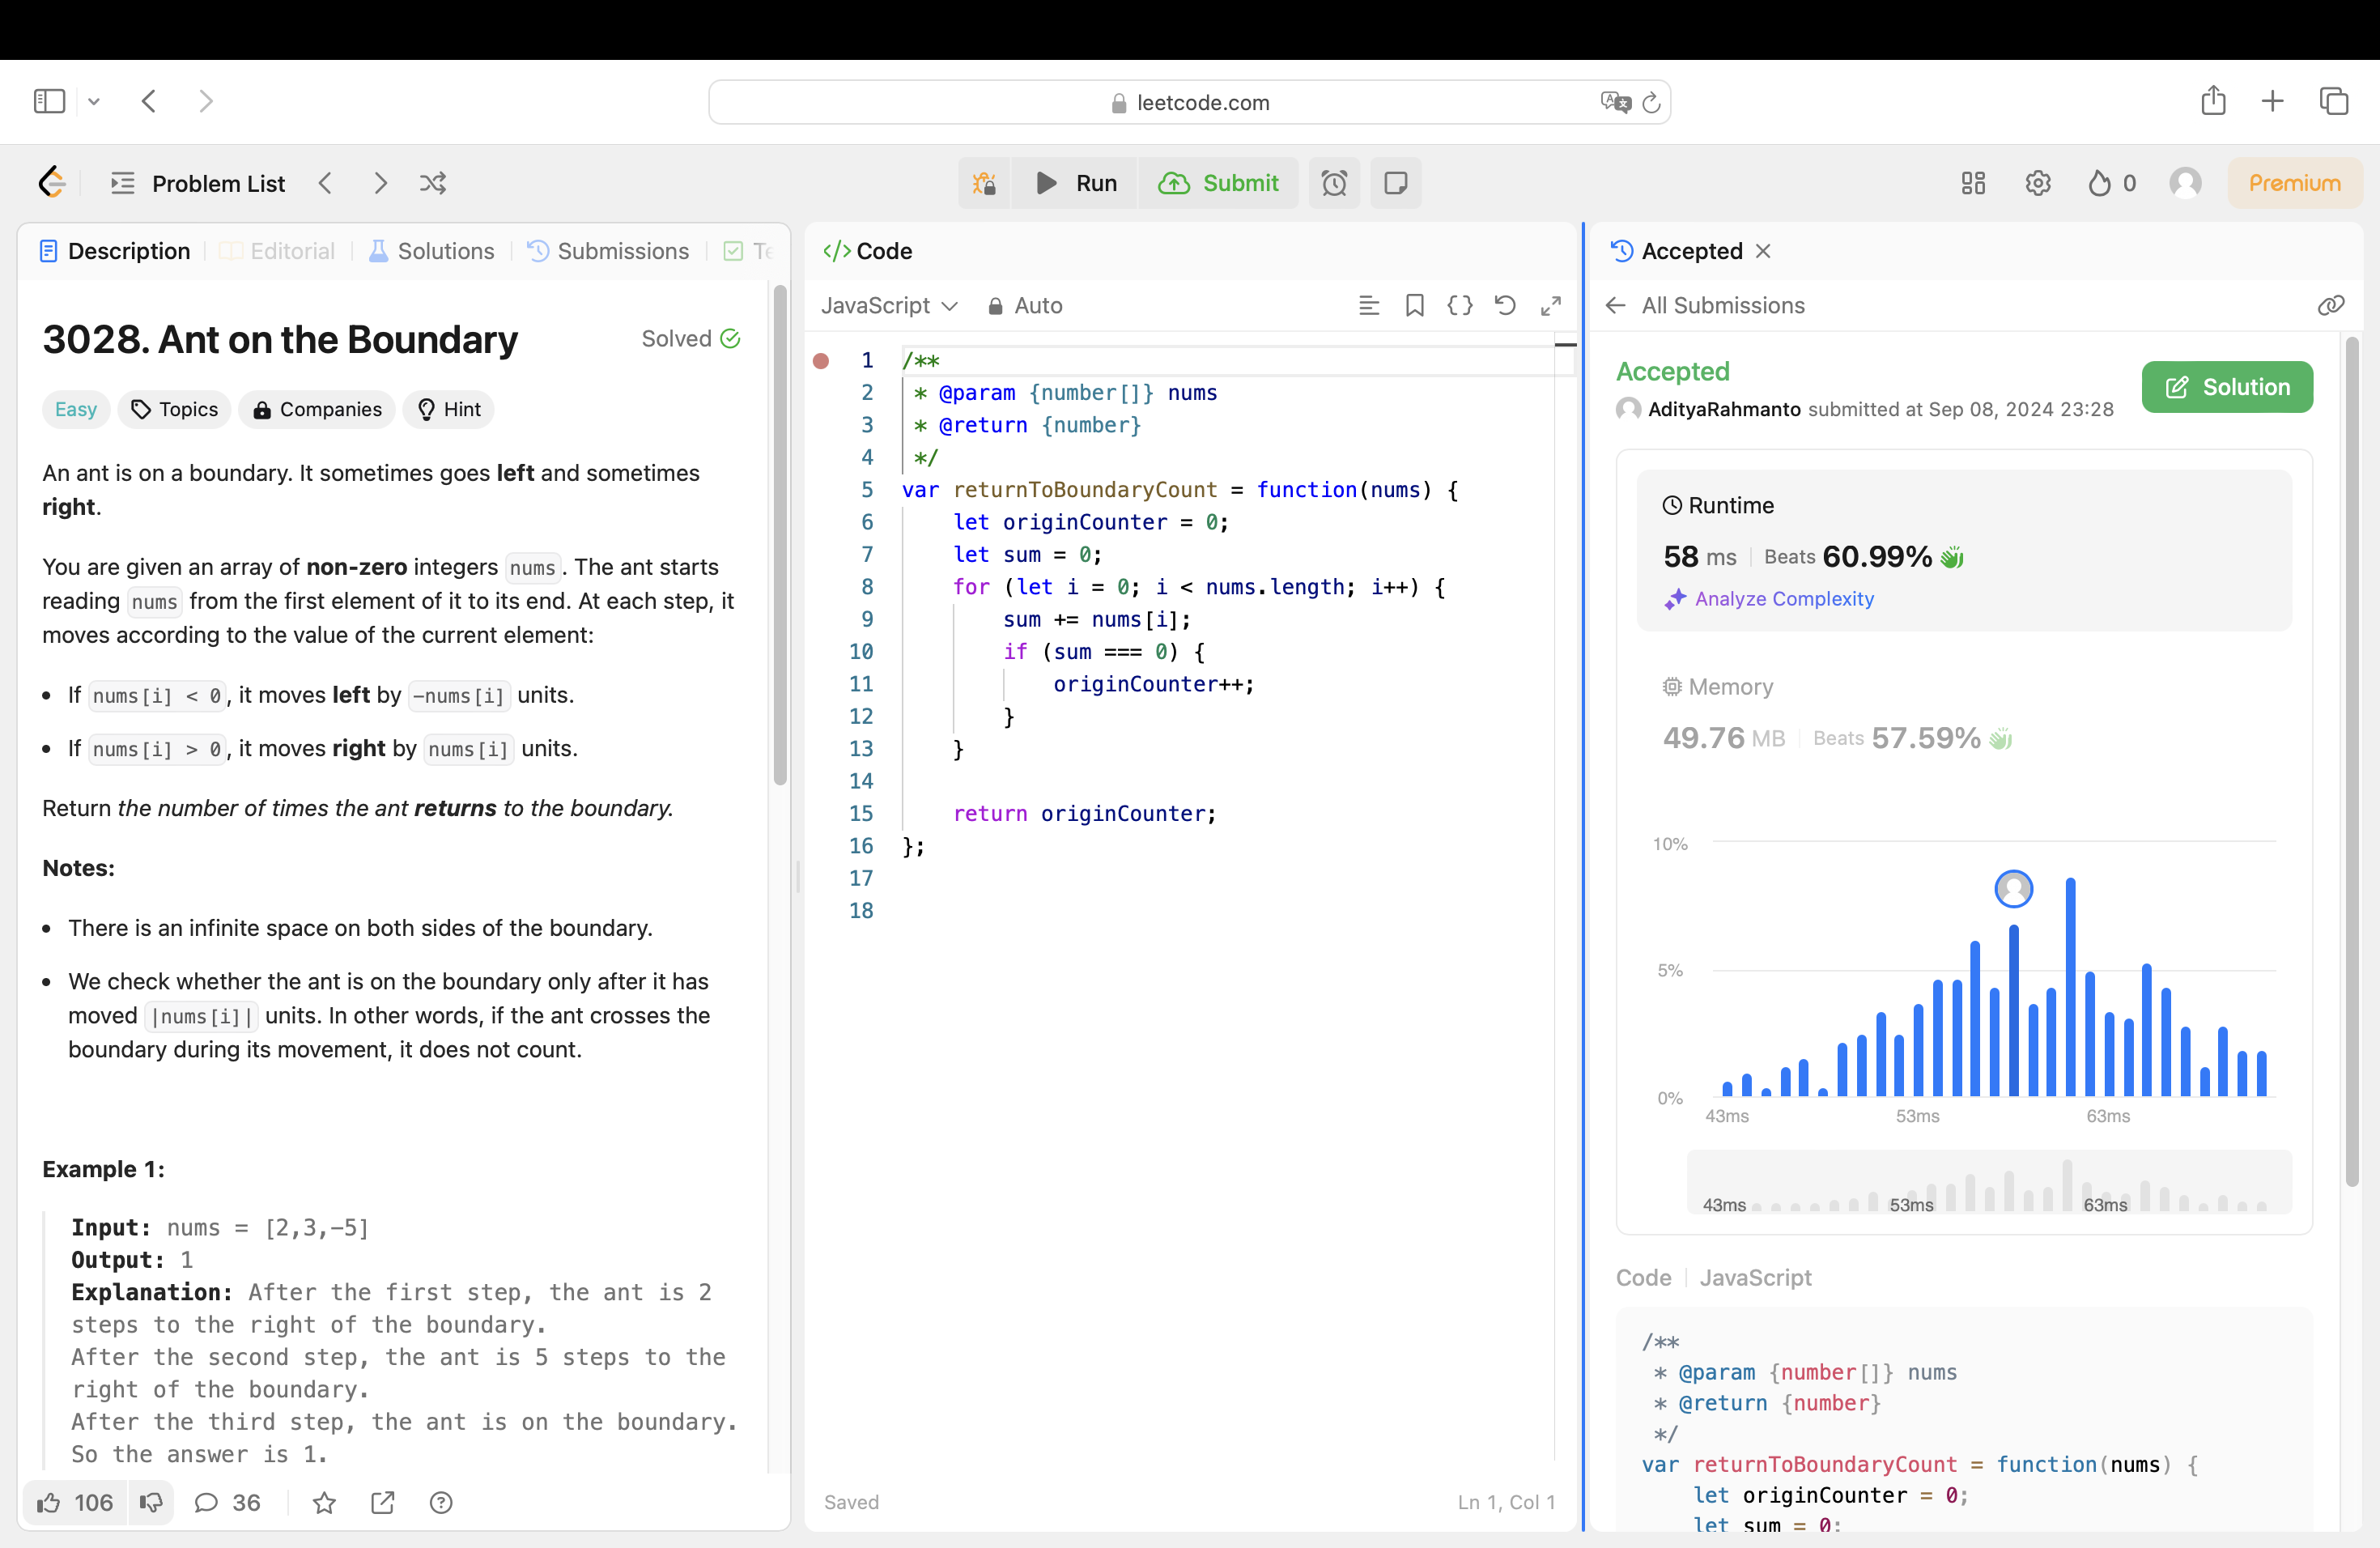 leetcode.com
Problem List
Run
Submit
0
Premium
Description
Editorial
Solutions
Submissions
3028. Ant on the Boundary
Solved
Easy
Topics
Companies
Hint
An ant is on a boundary. It sometimes goes left and sometimes
right.
You are given an array of non-zero integers nums. The ant starts
reading nums from the first element of it to its end. At each step, it
moves according to the value of the current element:
• If nums[i] < 0, it moves left by -nums[i] units.
• If nums[i] > 0, it moves right by nums[i] units.
Return the number of times the ant returns to the boundary.
Notes:
• There is an infinite space on both sides of the boundary.
• We check whether the ant is on the boundary only after it has
moved |nums[i]| units. In other words, if the ant crosses the
boundary during its movement, it does not count.
Example 1:
Input: nums = [2,3,-5]
Output: 1
Explanation: After the first step, the ant is 2
steps to the right of the boundary.
After the second step, the ant is 5 steps to the
right of the boundary.
After the third step, the ant is on the boundary.
So the answer is 1.
106
36
</> Code
JavaScript
Auto
1 /**
2 * @param {number[]} nums
3 * @return {number}
4 */
5 var returnToBoundaryCount = function(nums) {
6 let originCounter = 0;
7 let sum = 0;
8 for (let i = 0; i < nums.length; i++) {
9 sum += nums[i];
10 if (sum === 0) {
11 originCounter++;
12 }
13 }
14
15 return originCounter;
16 };
17
18
Saved
Ln 1, Col 1
Accepted
All Submissions
Accepted
AdityaRahmanto submitted at Sep 08, 2024 23:28
Solution
Runtime
58 ms | Beats 60.99%
Analyze Complexity
Memory
49.76 MB | Beats 57.59%
10%
5%
0%
43ms 53ms 63ms
43ms 53ms 63ms
Code | JavaScript
/**
* @param {number[]} nums
* @return {number}
*/
var returnToBoundaryCount = function(nums) {
let originCounter = 0;
let sum = 0;